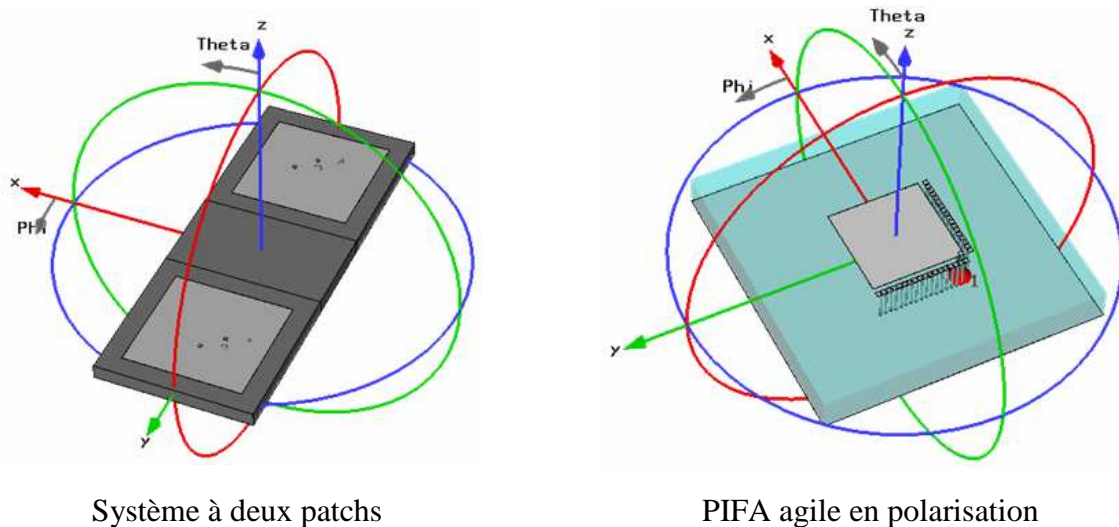 z
Theta
x
Phi
y
Theta
x
z
Phi
y
1
Système à deux patchs
PIFA agile en polarisation